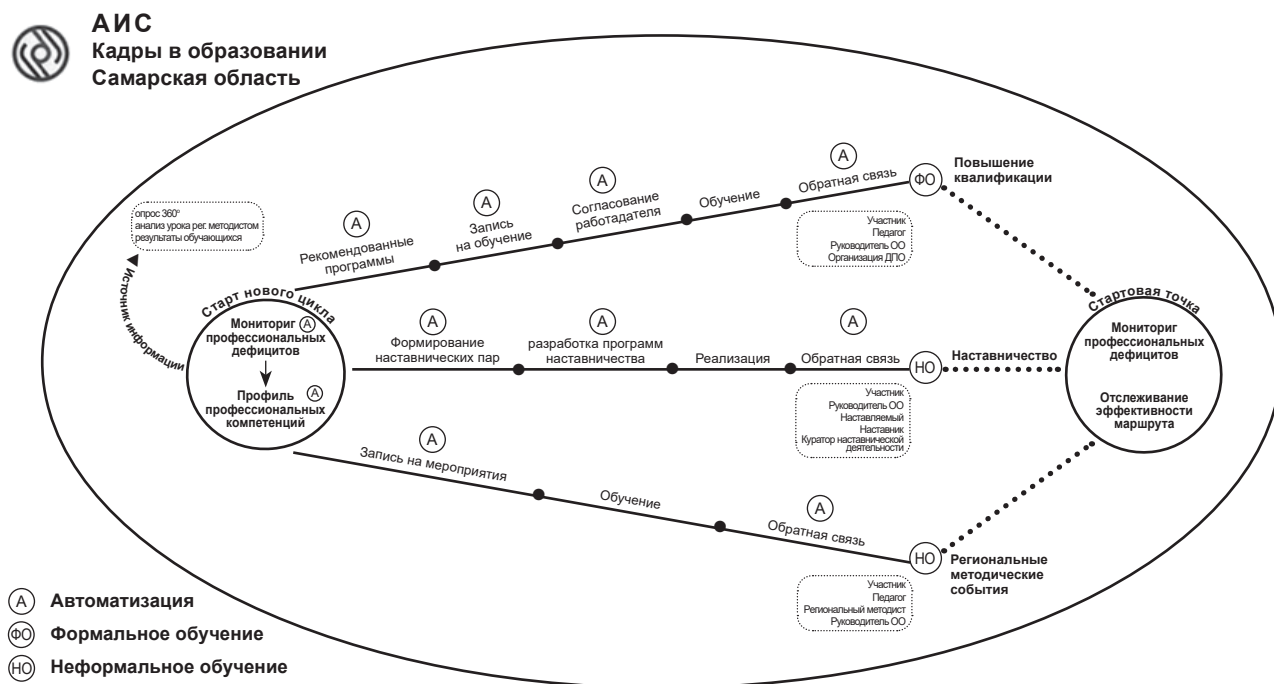 АИС
Кадры в образовании
Самарская область
опрос 360°
анализ урока рег. методистом
результаты обучающихся
Источник информации
Старт нового цикла
Мониториг А
профессиональных
дефицитов
Профиль А
профессиональных
компетенций
А
Рекомендованные
программы
А
Запись
на обучение
А
Согласование
работадателя
Обучение
А
Обратная связь
ФО
Повышение
квалификации
Участник
Педагог
Руководитель ОО
Организация ДПО
А
Формирование
наставнических пар
А
разработка программ
наставничества
Реализация
А
Обратная связь
НО
Наставничество
Участник
Руководитель ОО
Наставляемый
Наставник
Куратор наставнической
деятельности
А
Запись на мероприятия
Обучение
А
Обратная связь
НО
Региональные
методические
события
Участник
Педагог
Региональный методист
Руководитель ОО
Стартовая точка
Мониториг
профессиональных
дефицитов
Отслеживание
эффективности
маршрута
А Автоматизация
ФО Формальное обучение
НО Неформальное обучение